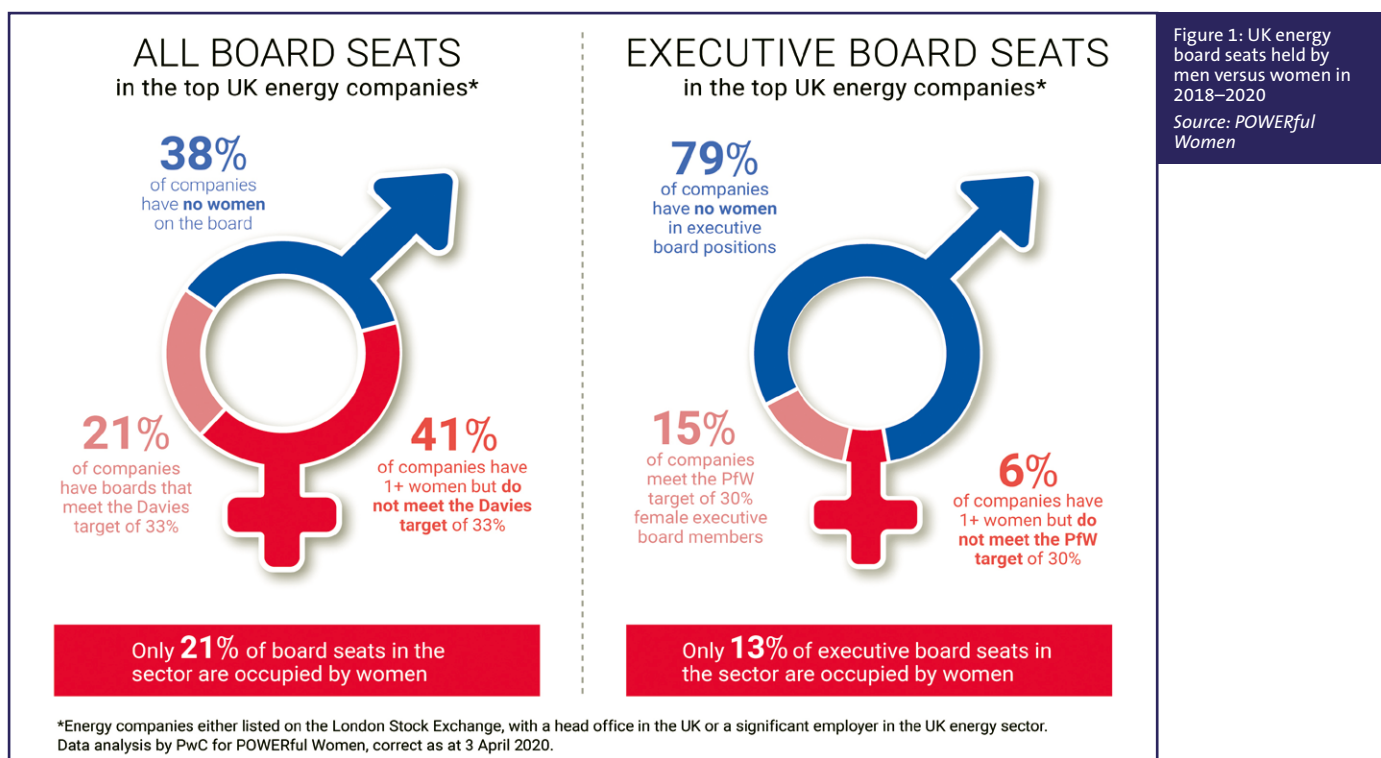 ALL BOARD SEATS
in the top UK energy companies*
38%
of companies
have no women
on the board
21%
of companies
have boards that
meet the Davies
target of 33%
41%
of companies have
1+ women but do
not meet the Davies
target of 33%
Only 21% of board seats in the
sector are occupied by women
EXECUTIVE BOARD SEATS
in the top UK energy companies*
79%
of companies
have no women
in executive
board positions
15%
of companies
meet the PfW
target of 30%
female executive
board members
6%
of companies have
1+ women but do
not meet the PfW
target of 30%
Only 13% of executive board seats in
the sector are occupied by women
*Energy companies either listed on the London Stock Exchange, with a head office in the UK or a significant employer in the UK energy sector.
Data analysis by PwC for POWERful Women, correct as at 3 April 2020.
Figure 1: UK energy
board seats held by
men versus women in
2018–2020
Source: POWERful
Women